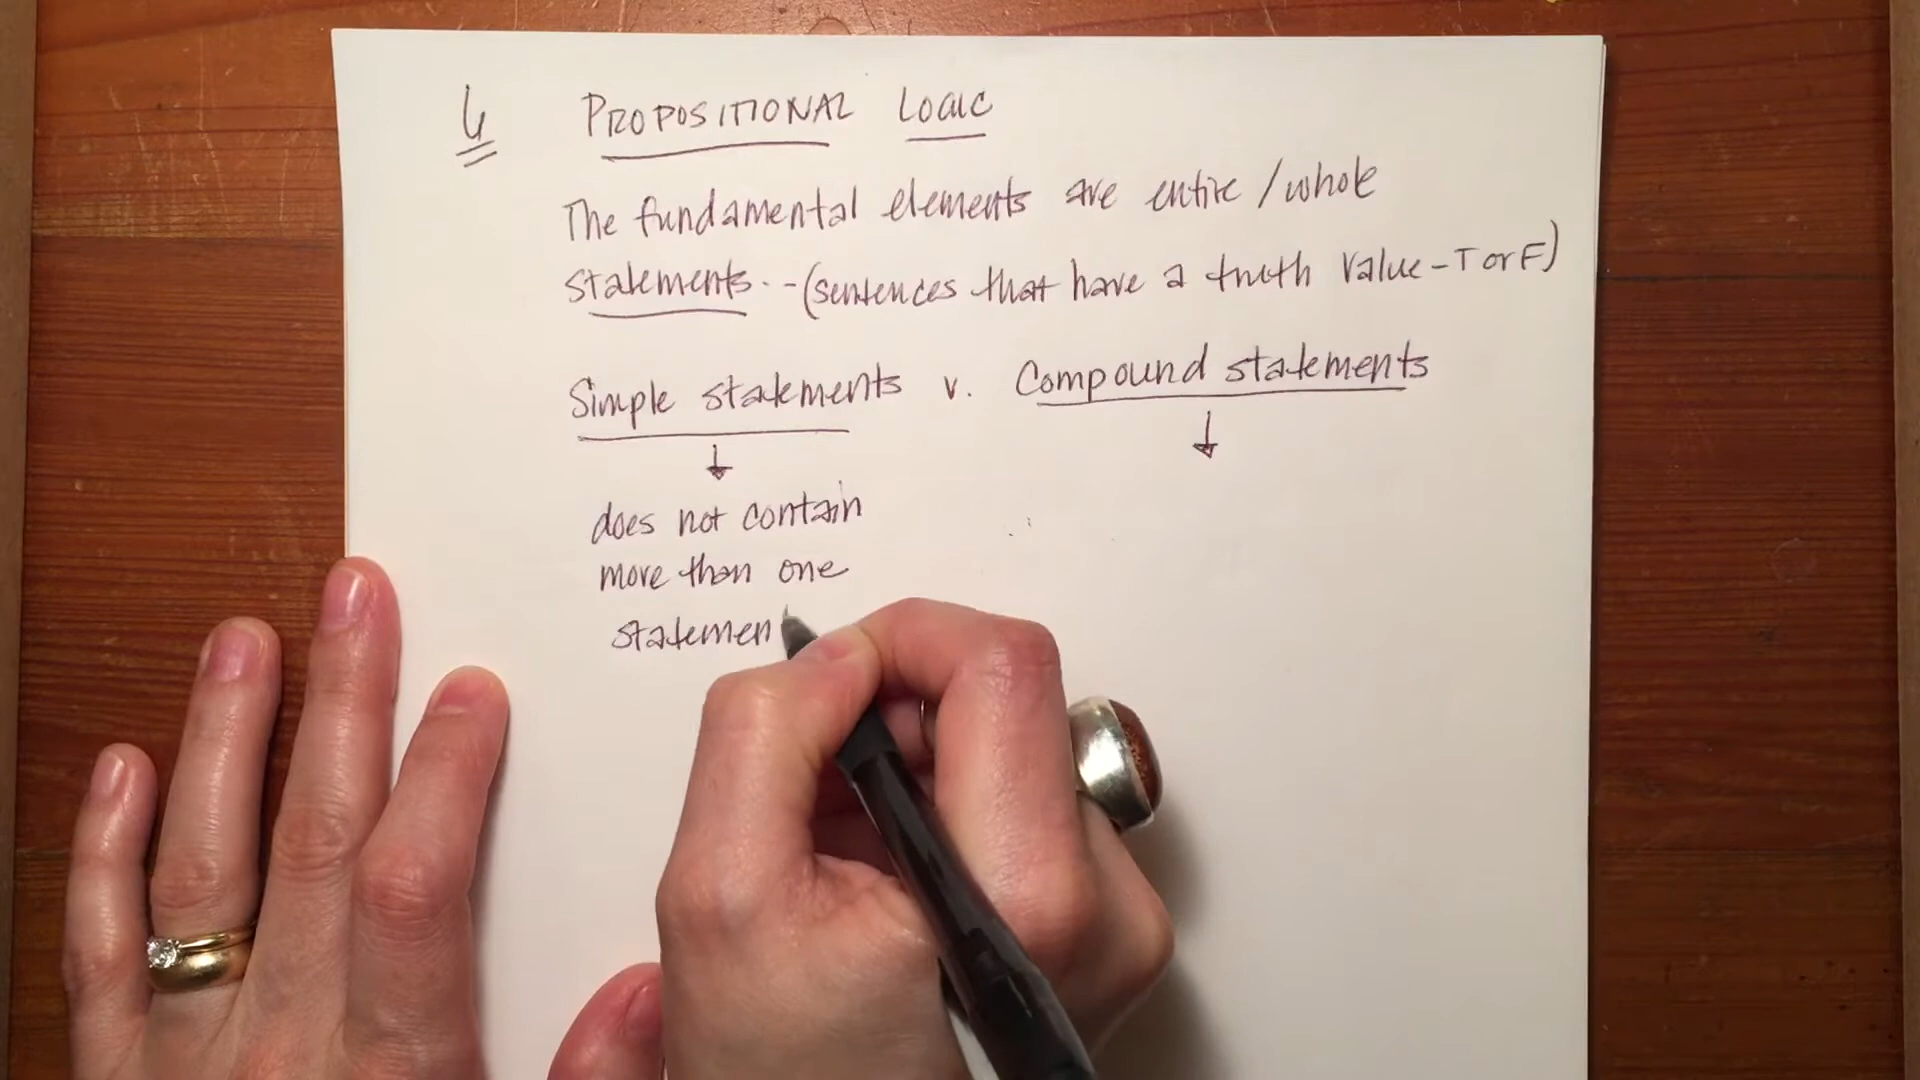 4 PROPOSITIONAL LOGIC
The fundamental elements are entire / whole
statements. - (sentences that have a truth value - T or F)
Simple statements v. Compound statements
does not contain
more than one
statemen